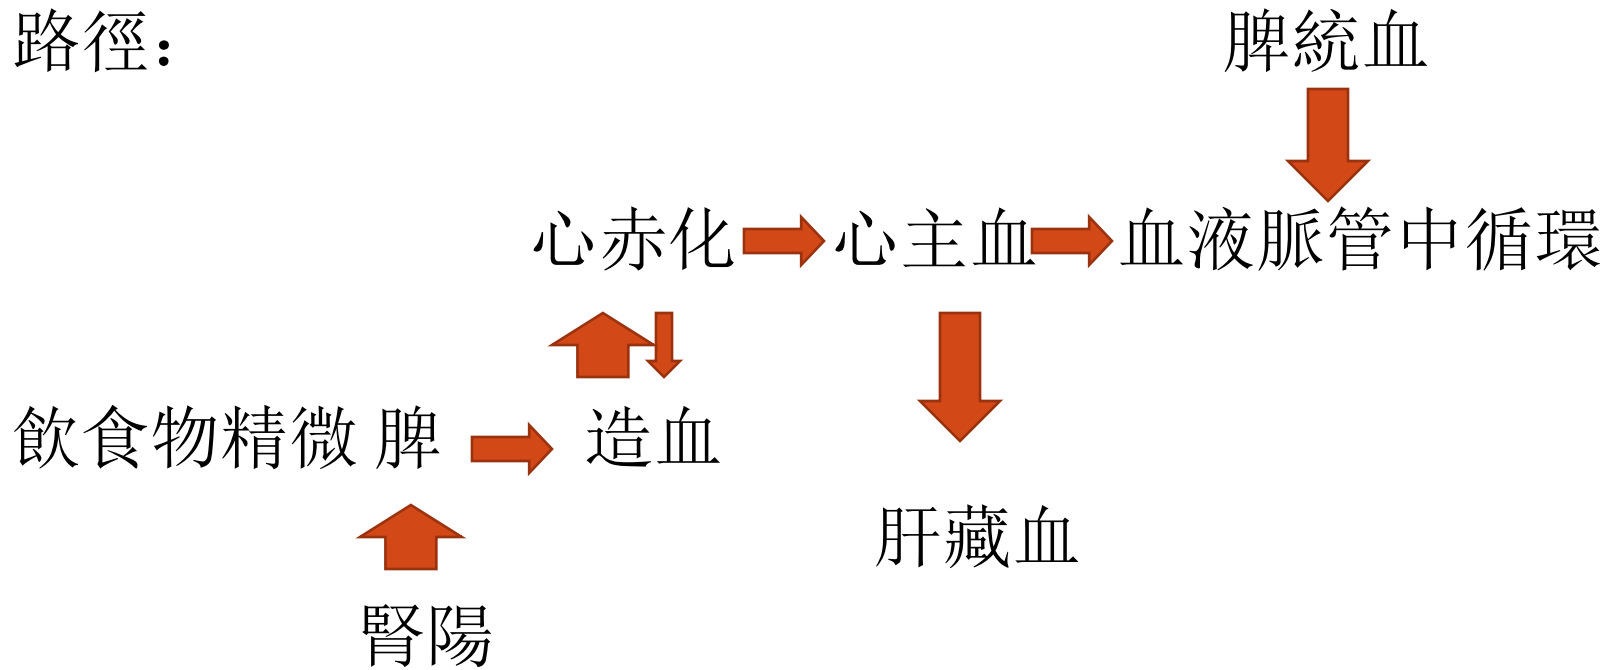 路徑：
脾統血
心赤化
心主血
血液脈管中循環
飲食物精微 脾
造血
肝藏血
腎陽